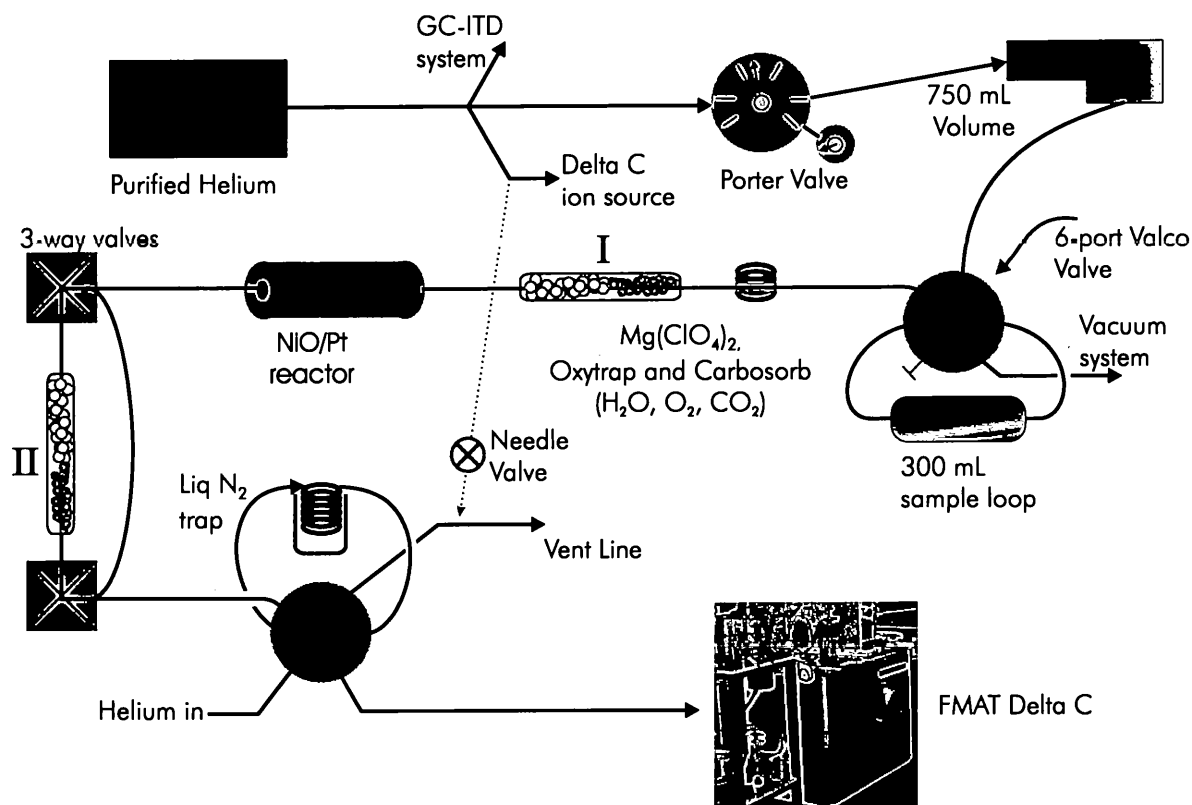 GC-ITD
system
Purified Helium
Delta C
ion source
Porter Valve
750 mL
Volume
3-way valves
I
6-port Valco
Valve
NiO/Pt
reactor
Mg(ClO₄)₂,
Oxytrap and Carbosorb
(H₂O, O₂, CO₂)
Vacuum
system
300 mL
sample loop
II
Needle
Valve
Liq N₂
trap
Vent Line
Helium in
FMAT Delta C